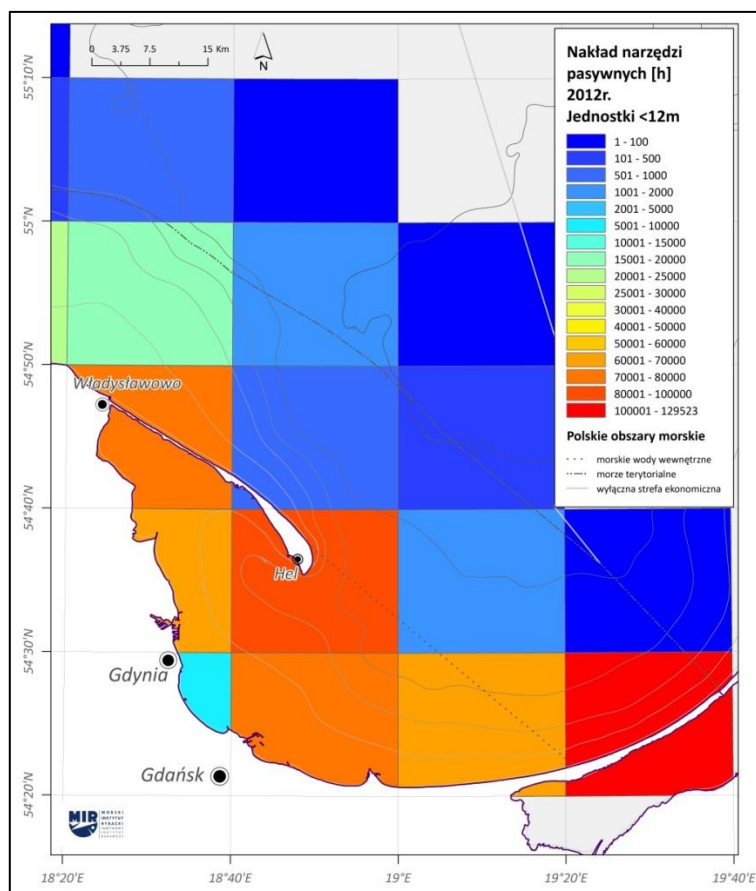 0 3.75 7.5 15 Km
N
Nakład narzędzi
pasywnych [h]
2012r.
Jednostki <12m
1 - 100
101 - 500
501 - 1000
1001 - 2000
2001 - 5000
5001 - 10000
10001 - 15000
15001 - 20000
20001 - 25000
25001 - 30000
30001 - 40000
40001 - 50000
50001 - 60000
60001 - 70000
70001 - 80000
80001 - 100000
100001 - 129523
Polskie obszary morskie
morskie wody wewnętrzne
morze terytorialne
wyłączna strefa ekonomiczna
55°10'N
55°N
54°50'N
54°40'N
54°30'N
54°20'N
Władysławowo
Hel
Gdynia
Gdańsk
MIR
MORSKI
INSTYTUT
RYBACKI
18°20'E 18°40'E 19°E 19°20'E 19°40'E